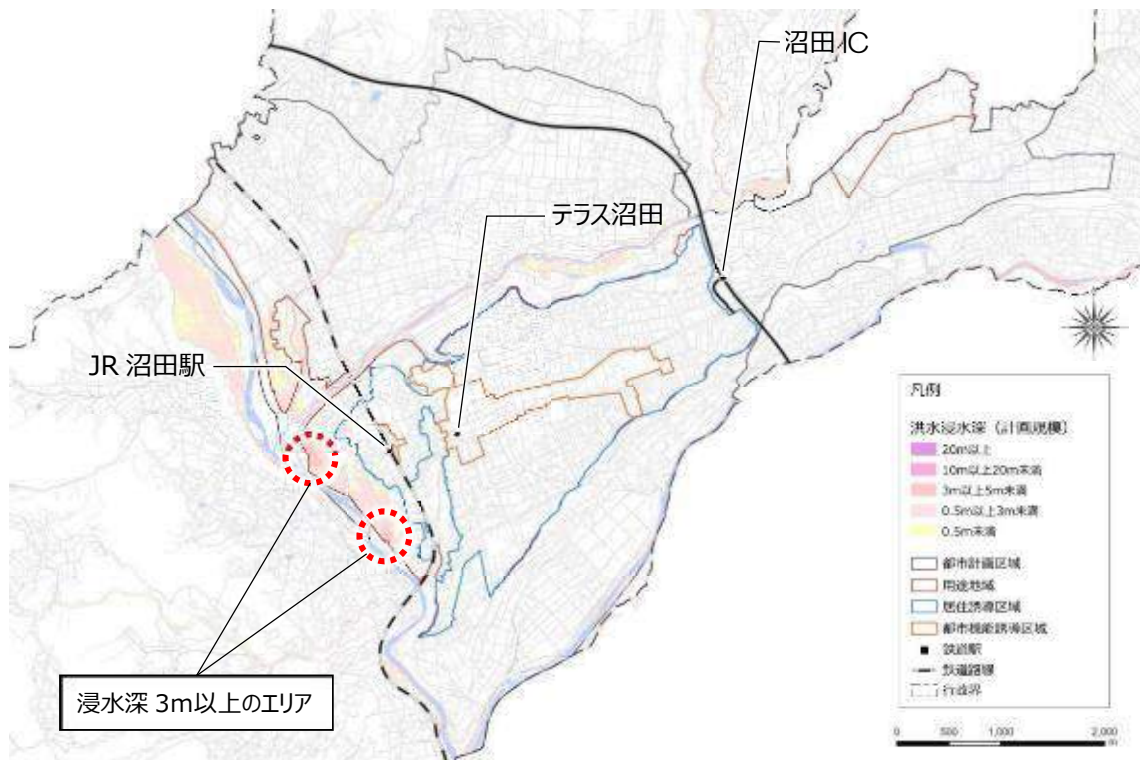 沼田IC
テラス沼田
JR 沼田駅
浸水深 3m以上のエリア
凡例
洪水浸水深（計画規模）
20m以上
10m以上20m未満
3m以上5m未満
0.5m以上3m未満
0.5m未満
都市計画区域
用途地域
居住誘導区域
都市機能誘導区域
鉄道駅
鉄道路線
行政界
0 500 1,000 2,000
m